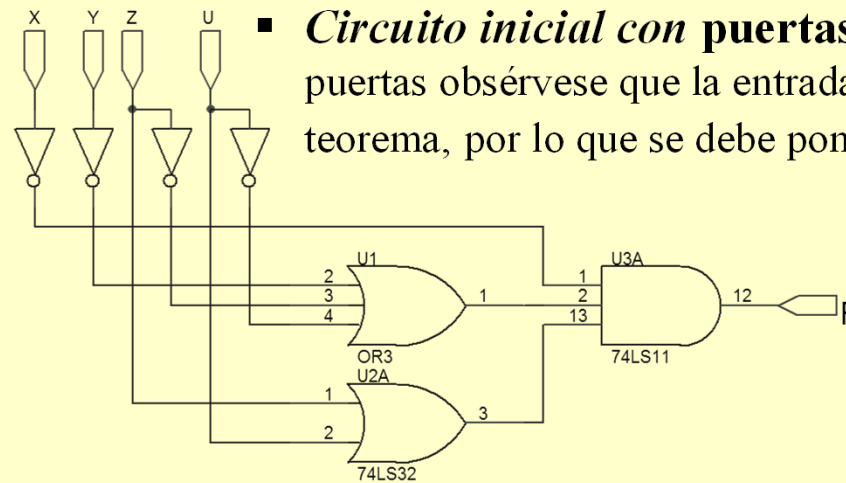 X Y Z U
▪ Circuito inicial con puertas
puertas obsérvese que la entrada
teorema, por lo que se debe pon
U1
U3A
2
3
4
1
1
2
13
12
F
OR3
74LS11
U2A
1
2
3
74LS32